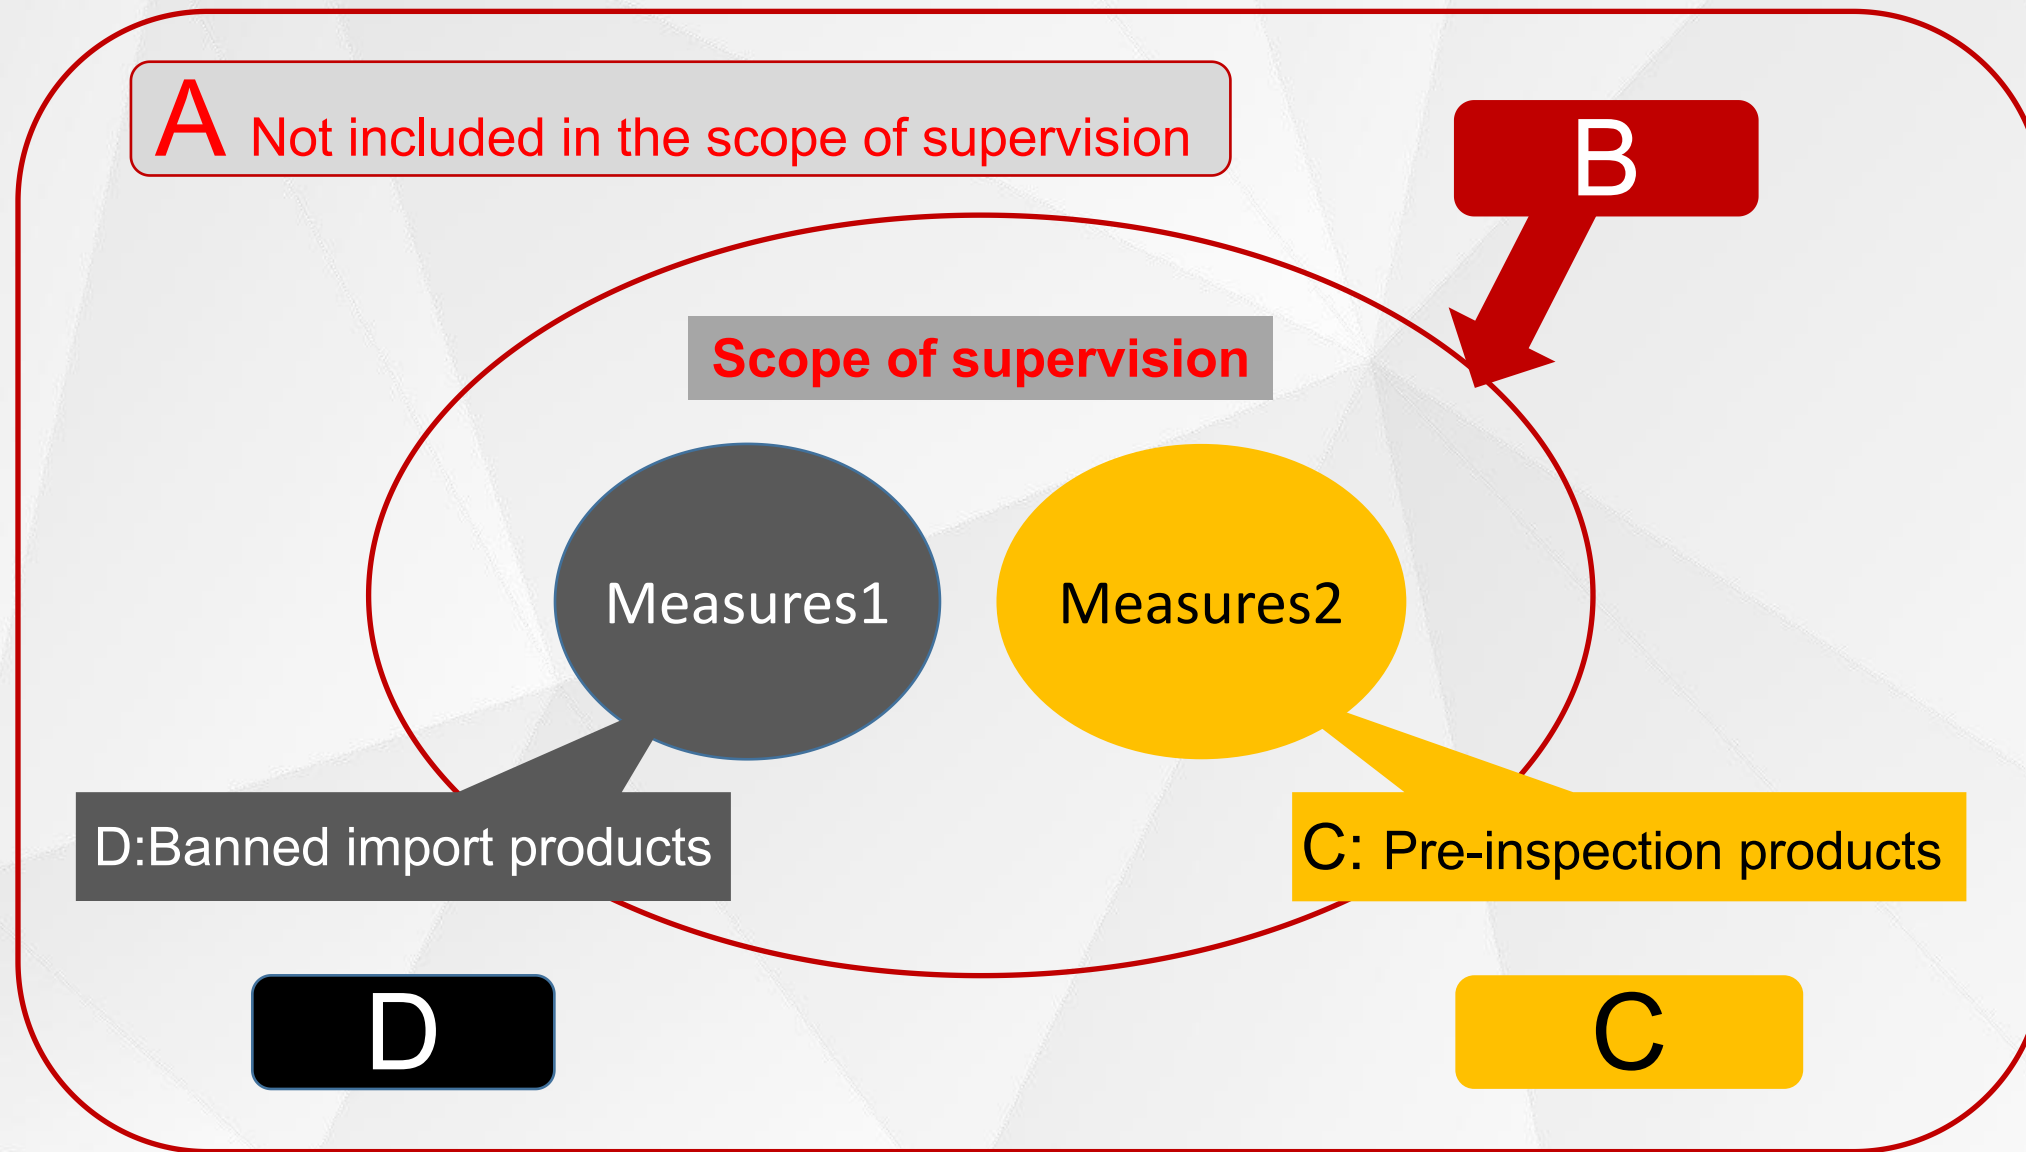 A Not included in the scope of supervision
B
Scope of supervision
Measures1
Measures2
D:Banned import products
C: Pre-inspection products
D
C